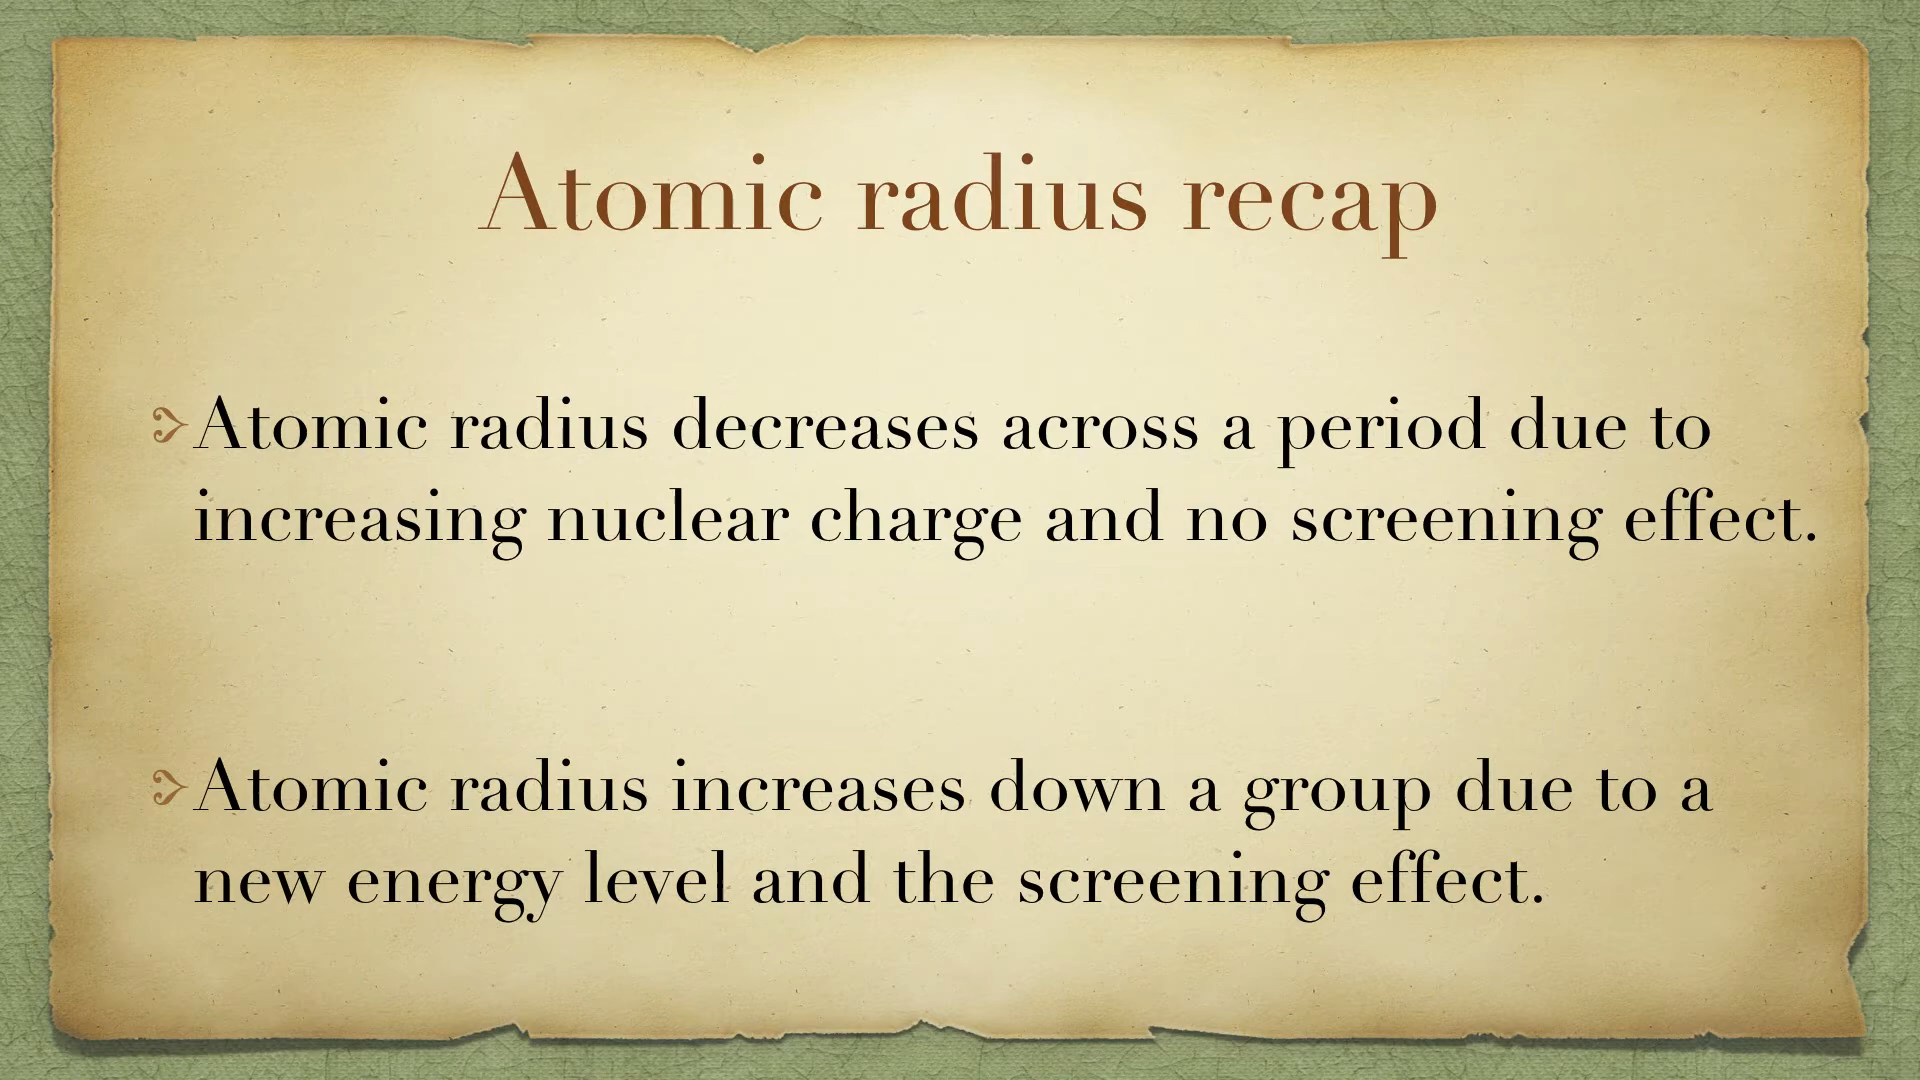 Atomic radius recap
Atomic radius decreases across a period due to
increasing nuclear charge and no screening effect.
Atomic radius increases down a group due to a
new energy level and the screening effect.